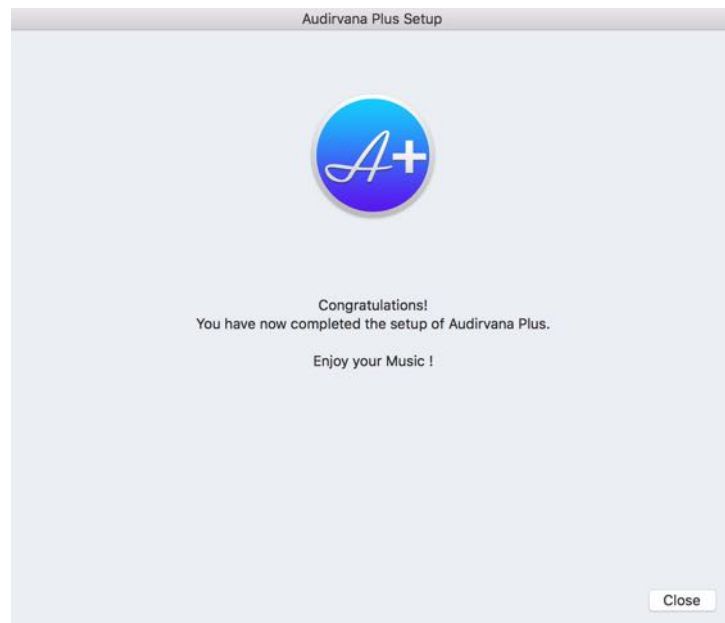 Audirvana Plus Setup
A+
Congratulations!
You have now completed the setup of Audirvana Plus.
Enjoy your Music !
Close